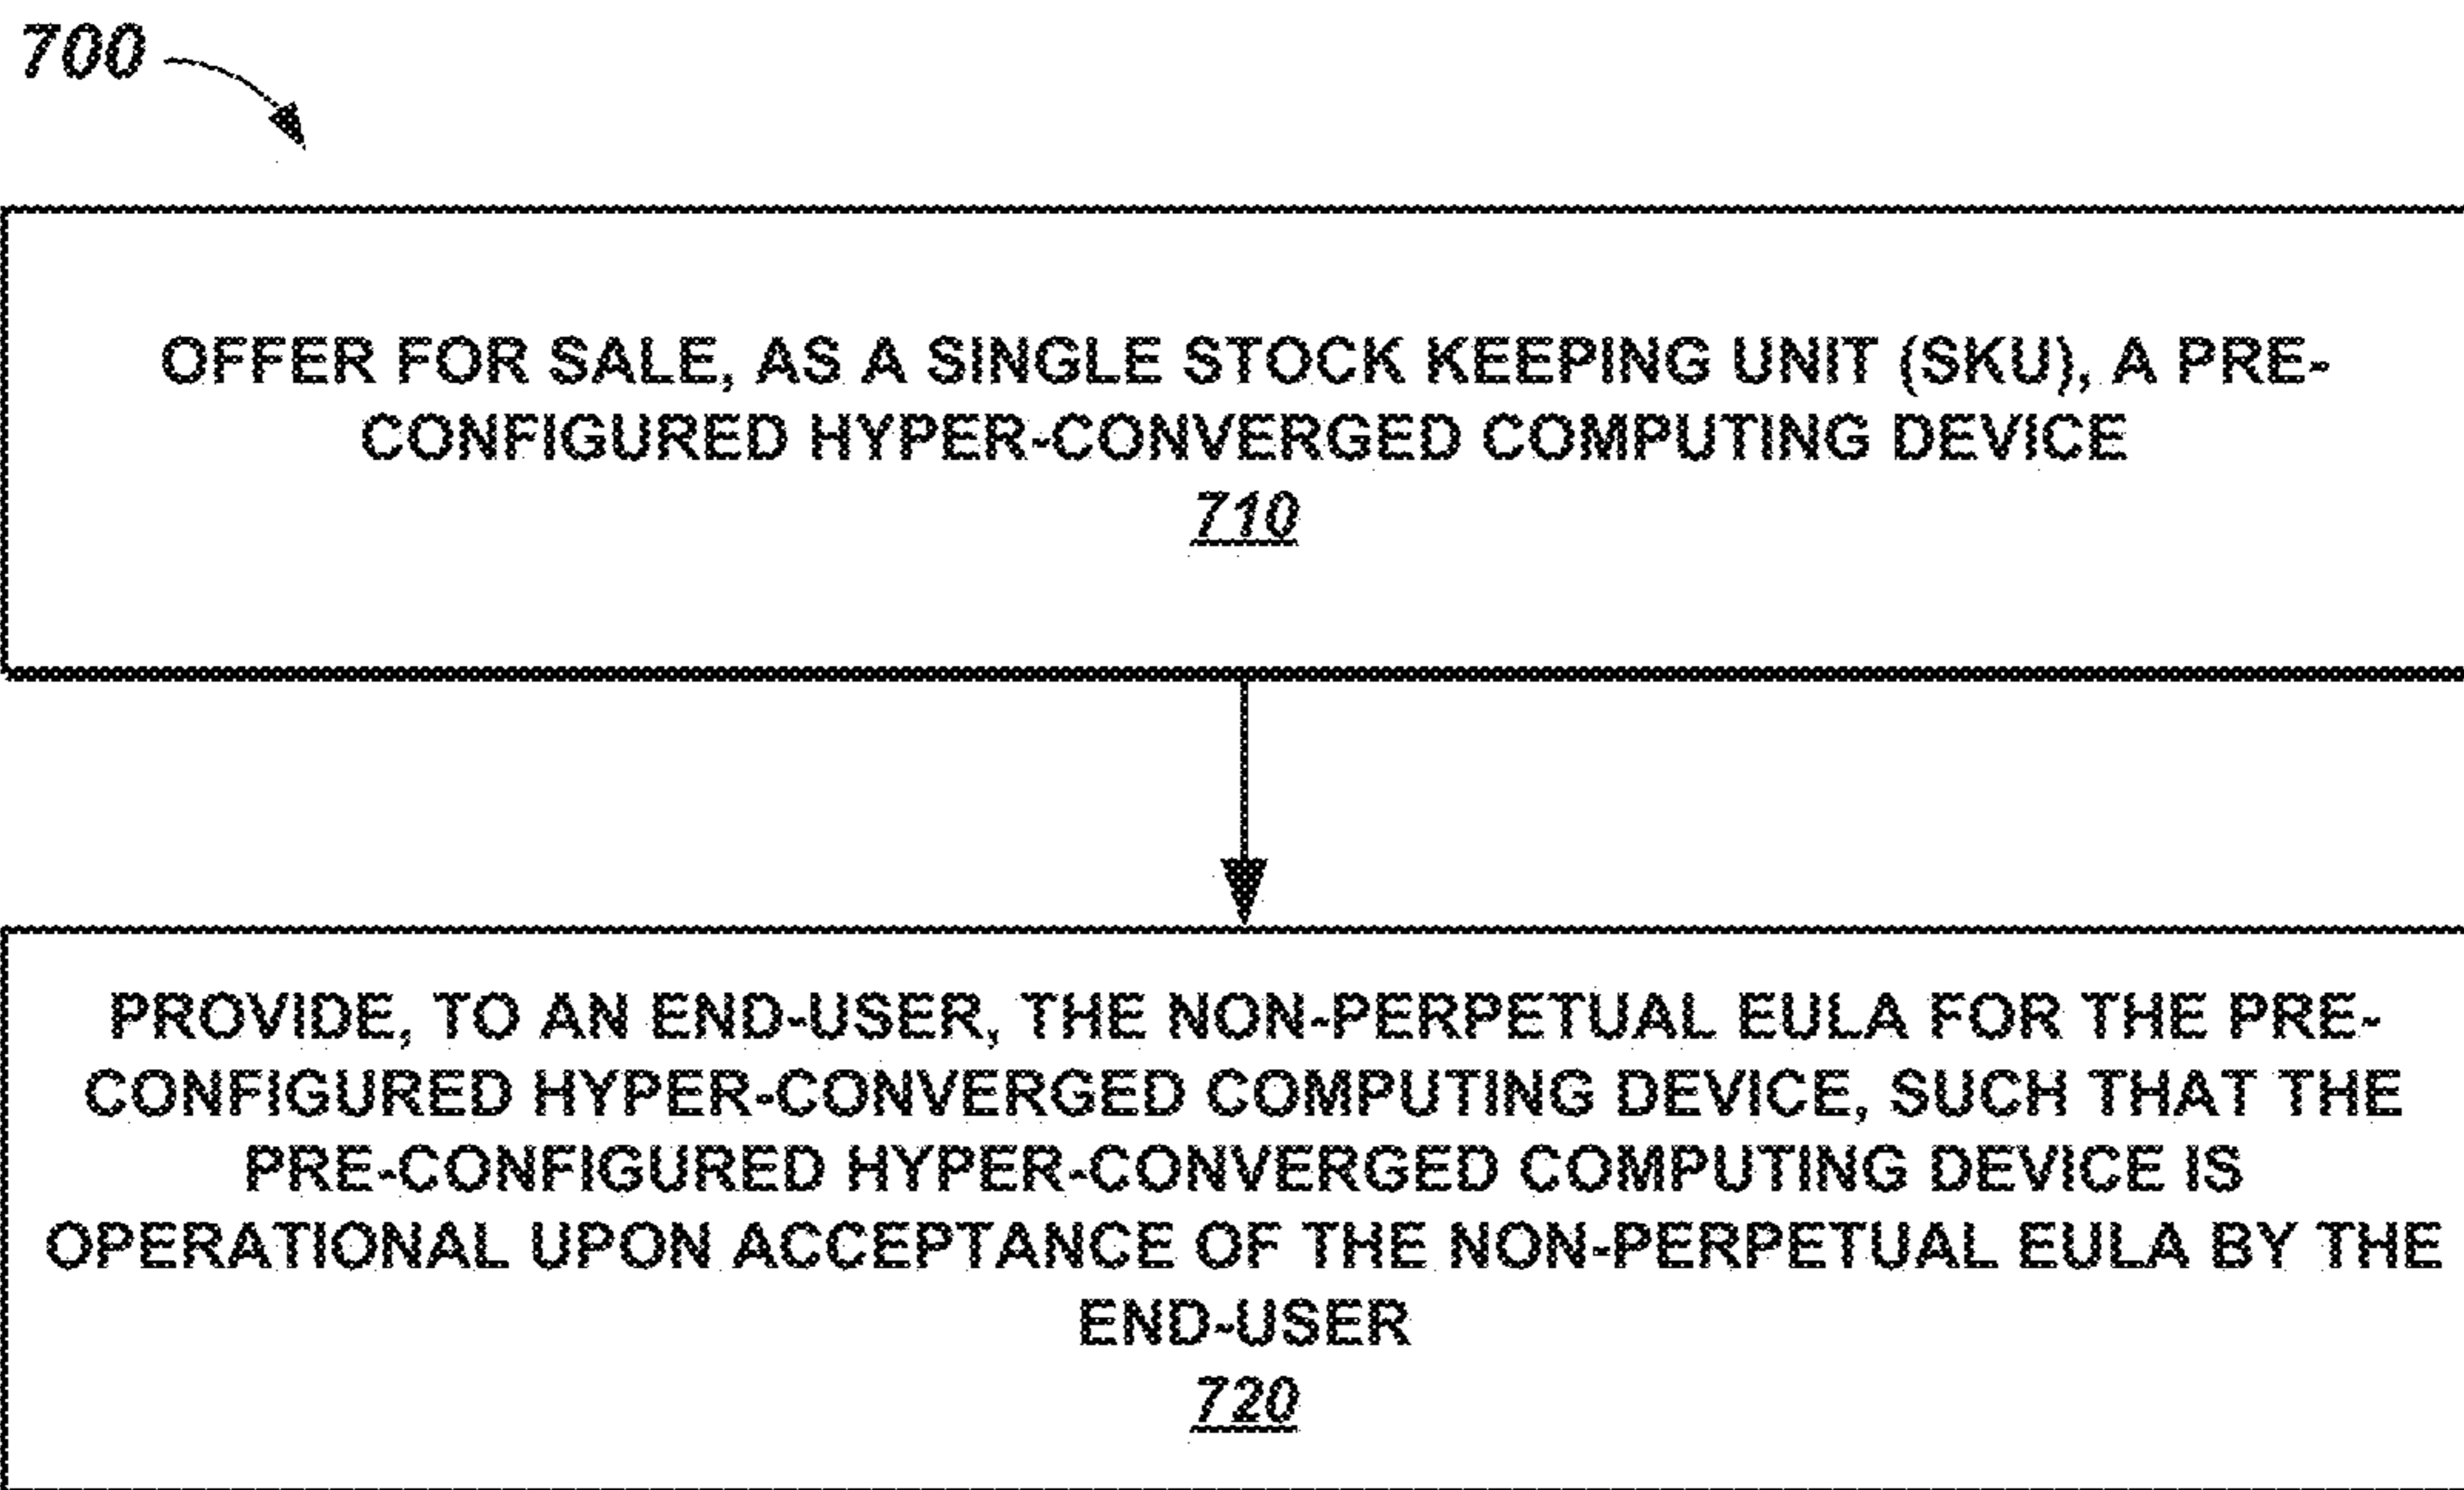 700
OFFER FOR SALE, AS A SINGLE STOCK KEEPING UNIT (SKU), A PRE-
CONFIGURED HYPER-CONVERGED COMPUTING DEVICE
710
PROVIDE, TO AN END-USER, THE NON-PERPETUAL EULA FOR THE PRE-
CONFIGURED HYPER-CONVERGED COMPUTING DEVICE, SUCH THAT THE
PRE-CONFIGURED HYPER-CONVERGED COMPUTING DEVICE IS
OPERATIONAL UPON ACCEPTANCE OF THE NON-PERPETUAL EULA BY THE
END-USER
720